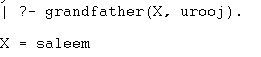 | ?- grandfather(X, urooj).
X = saleem